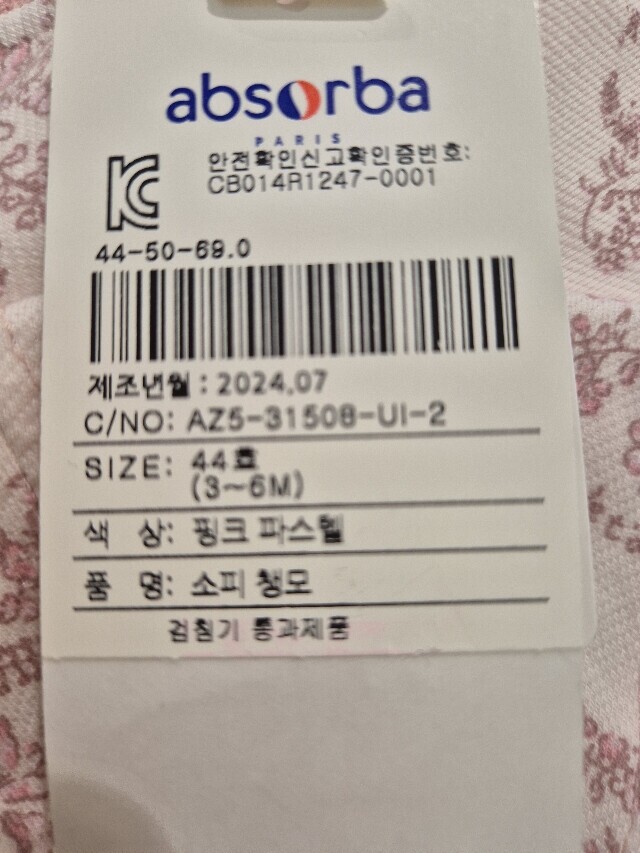 absorba
PARIS
안전확인신고확인증번호:
CB014R1247-0001
44-50-69.0
제조년월 : 2024.07
C/NO: AZ5-31508-UI-2
SIZE: 44호
(3~6M)
색 상: 핑크 파스텔
품 명: 소피 챙모
검침기 통과제품